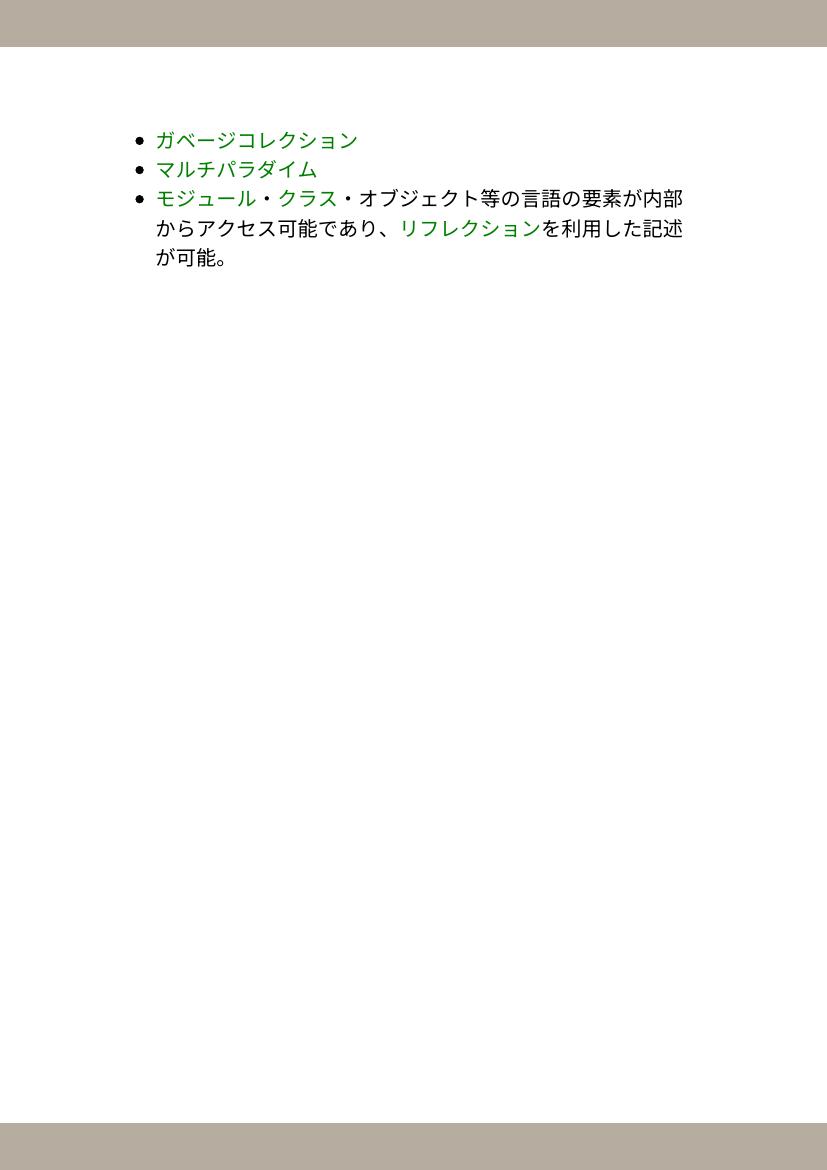 • ガベージコレクション
• マルチパラダイム
• モジュール・クラス・オブジェクト等の言語の要素が内部
からアクセス可能であり、リフレクションを利用した記述
が可能。